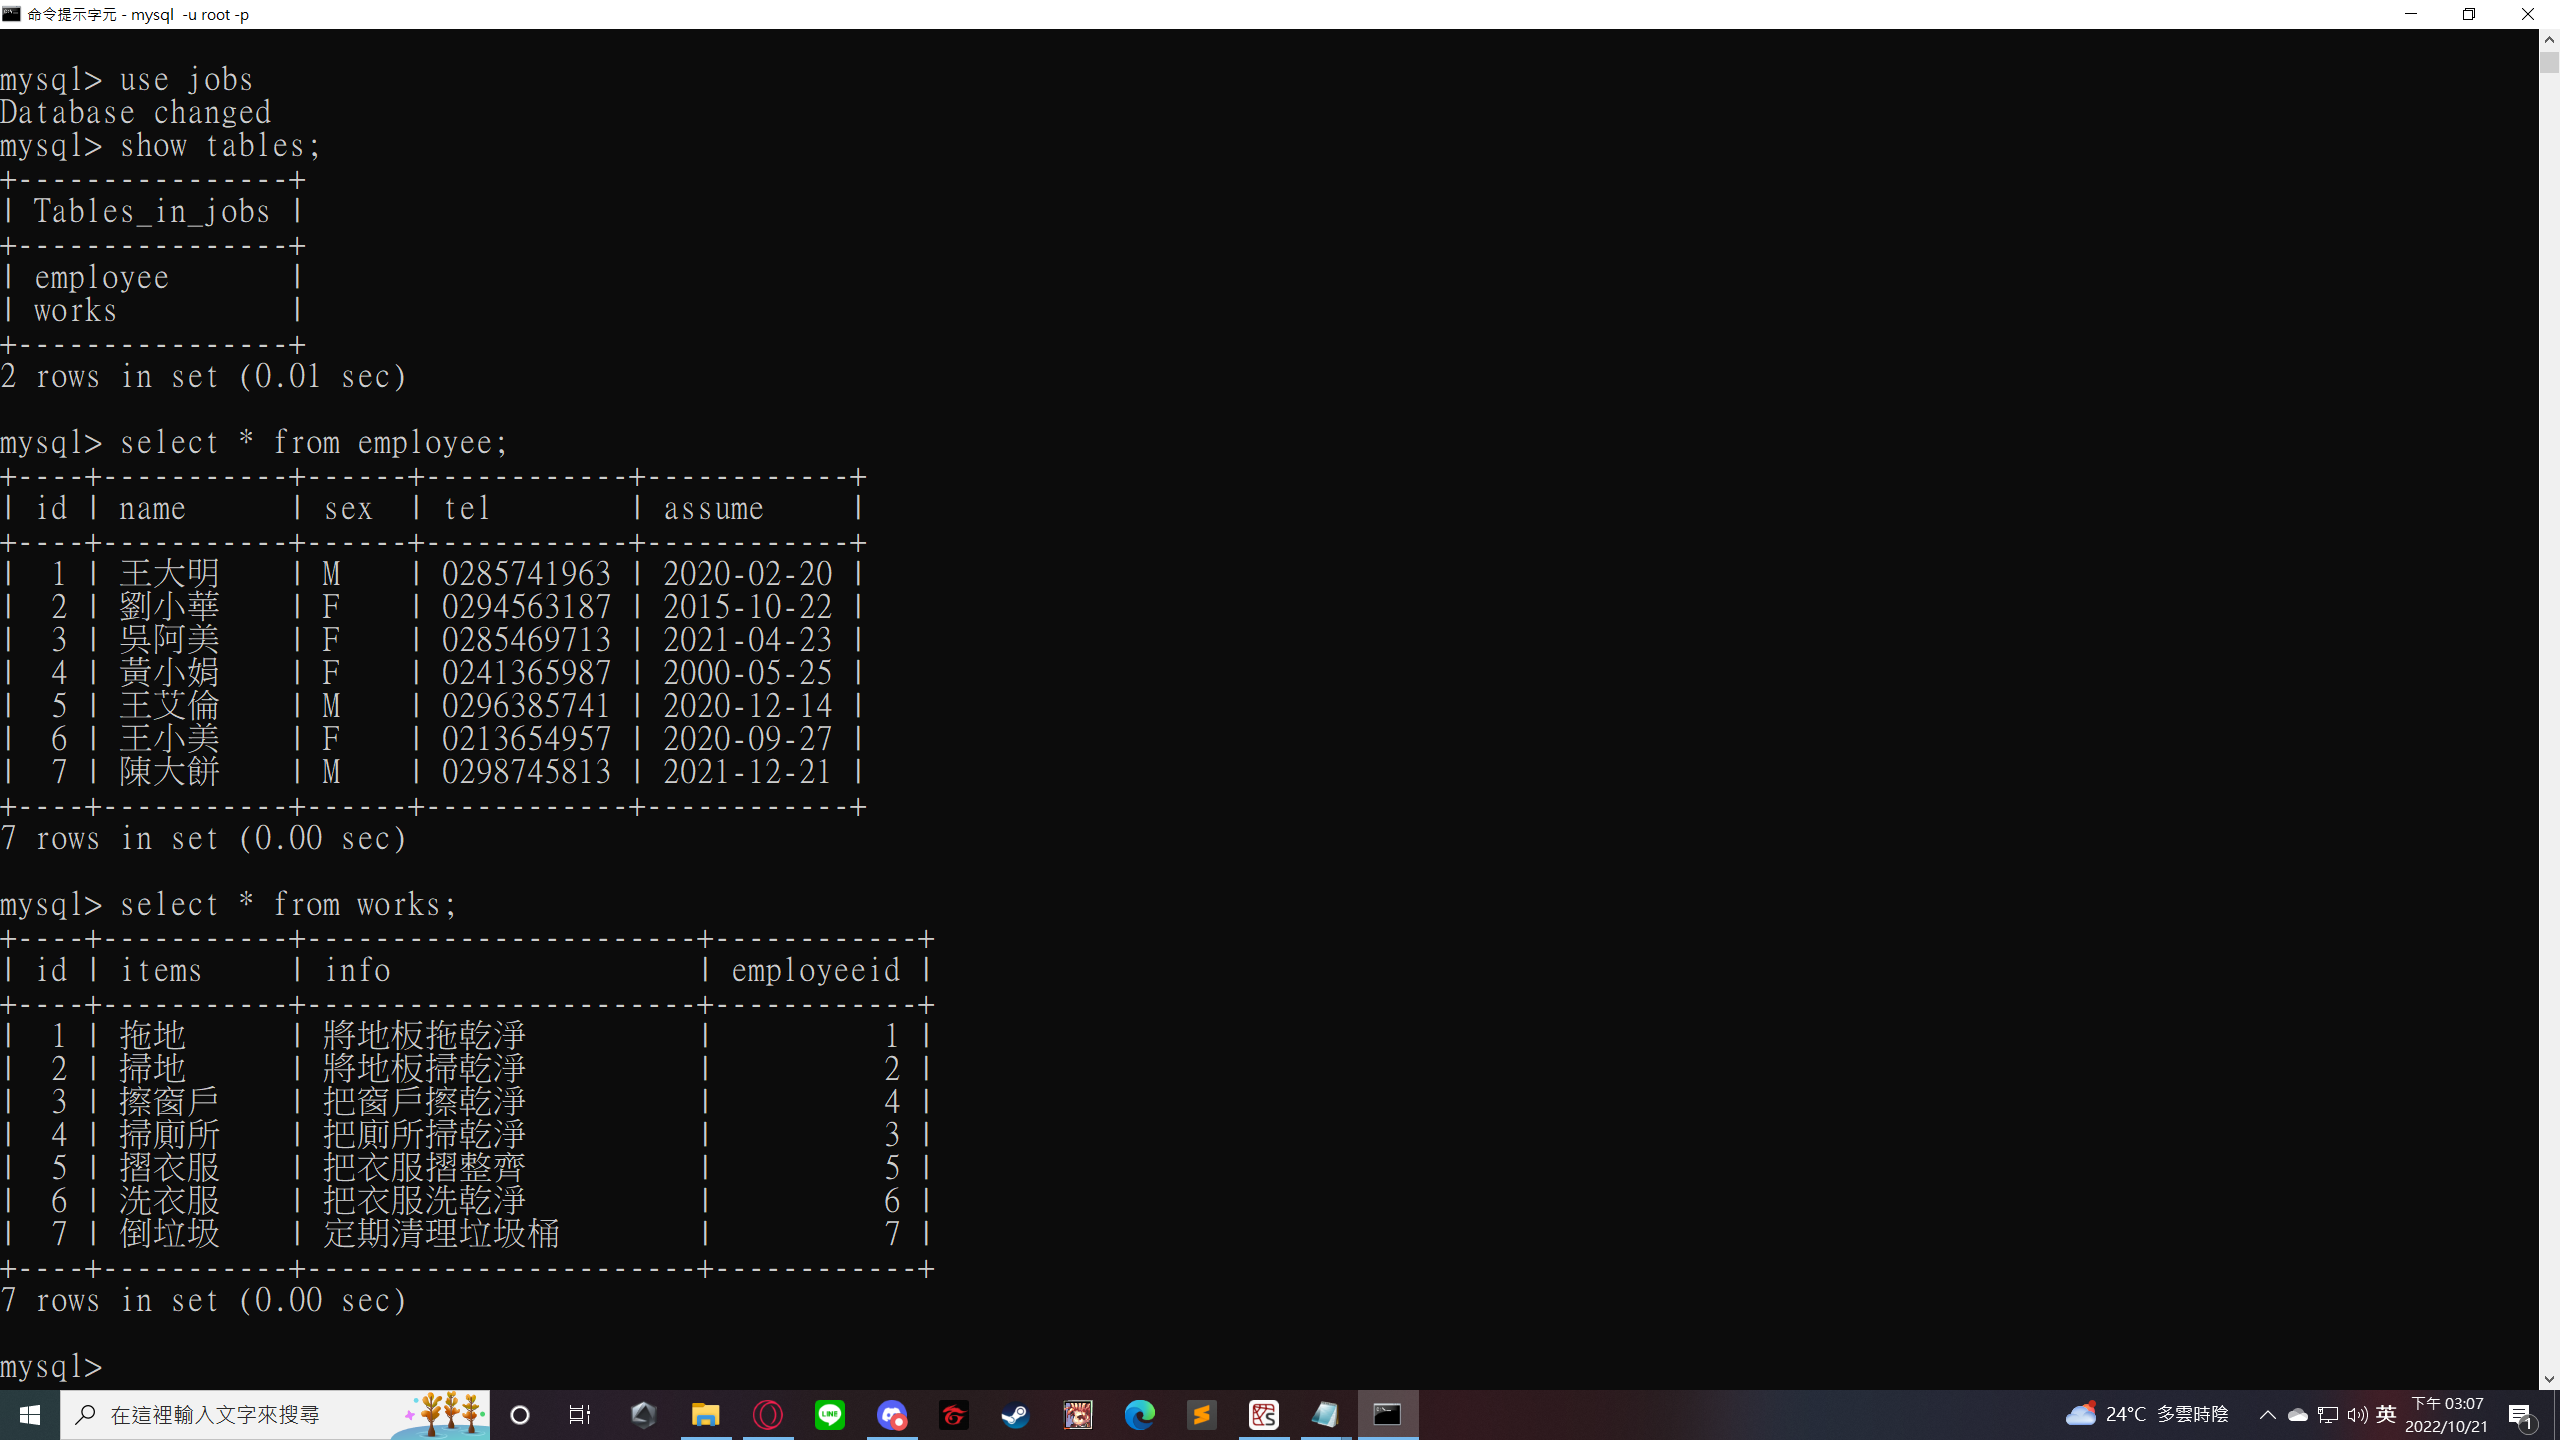 命令提示字元 - mysql  -u root -p
mysql> use jobs
Database changed
mysql> show tables;
+----------------+
| Tables_in_jobs |
+----------------+
| employee       |
| works          |
+----------------+
2 rows in set (0.01 sec)
mysql> select * from employee;
+----+-----------+------+------------+------------+
| id | name      | sex  | tel        | assume     |
+----+-----------+------+------------+------------+
|  1 | 王大明    | M    | 0285741963 | 2020-02-20 |
|  2 | 劉小華    | F    | 0294563187 | 2015-10-22 |
|  3 | 吳阿美    | F    | 0285469713 | 2021-04-23 |
|  4 | 黃小娟    | F    | 0241365987 | 2000-05-25 |
|  5 | 王艾倫    | M    | 0296385741 | 2020-12-14 |
|  6 | 王小美    | F    | 0213654957 | 2020-09-27 |
|  7 | 陳大餅    | M    | 0298745813 | 2021-12-21 |
+----+-----------+------+------------+------------+
7 rows in set (0.00 sec)
mysql> select * from works;
+----+-----------+-----------------------+------------+
| id | items     | info                  | employeeid |
+----+-----------+-----------------------+------------+
|  1 | 拖地      | 將地板拖乾淨          |          1 |
|  2 | 掃地      | 將地板掃乾淨          |          2 |
|  3 | 擦窗戶    | 把窗戶擦乾淨          |          4 |
|  4 | 掃廁所    | 把廁所掃乾淨          |          3 |
|  5 | 摺衣服    | 把衣服摺整齊          |          5 |
|  6 | 洗衣服    | 把衣服洗乾淨          |          6 |
|  7 | 倒垃圾    | 定期清理垃圾桶        |          7 |
+----+-----------+-----------------------+------------+
7 rows in set (0.00 sec)
mysql>
在這裡輸入文字來搜尋
LINE
24°C 多雲時陰
英
下午 03:07
2022/10/21
1